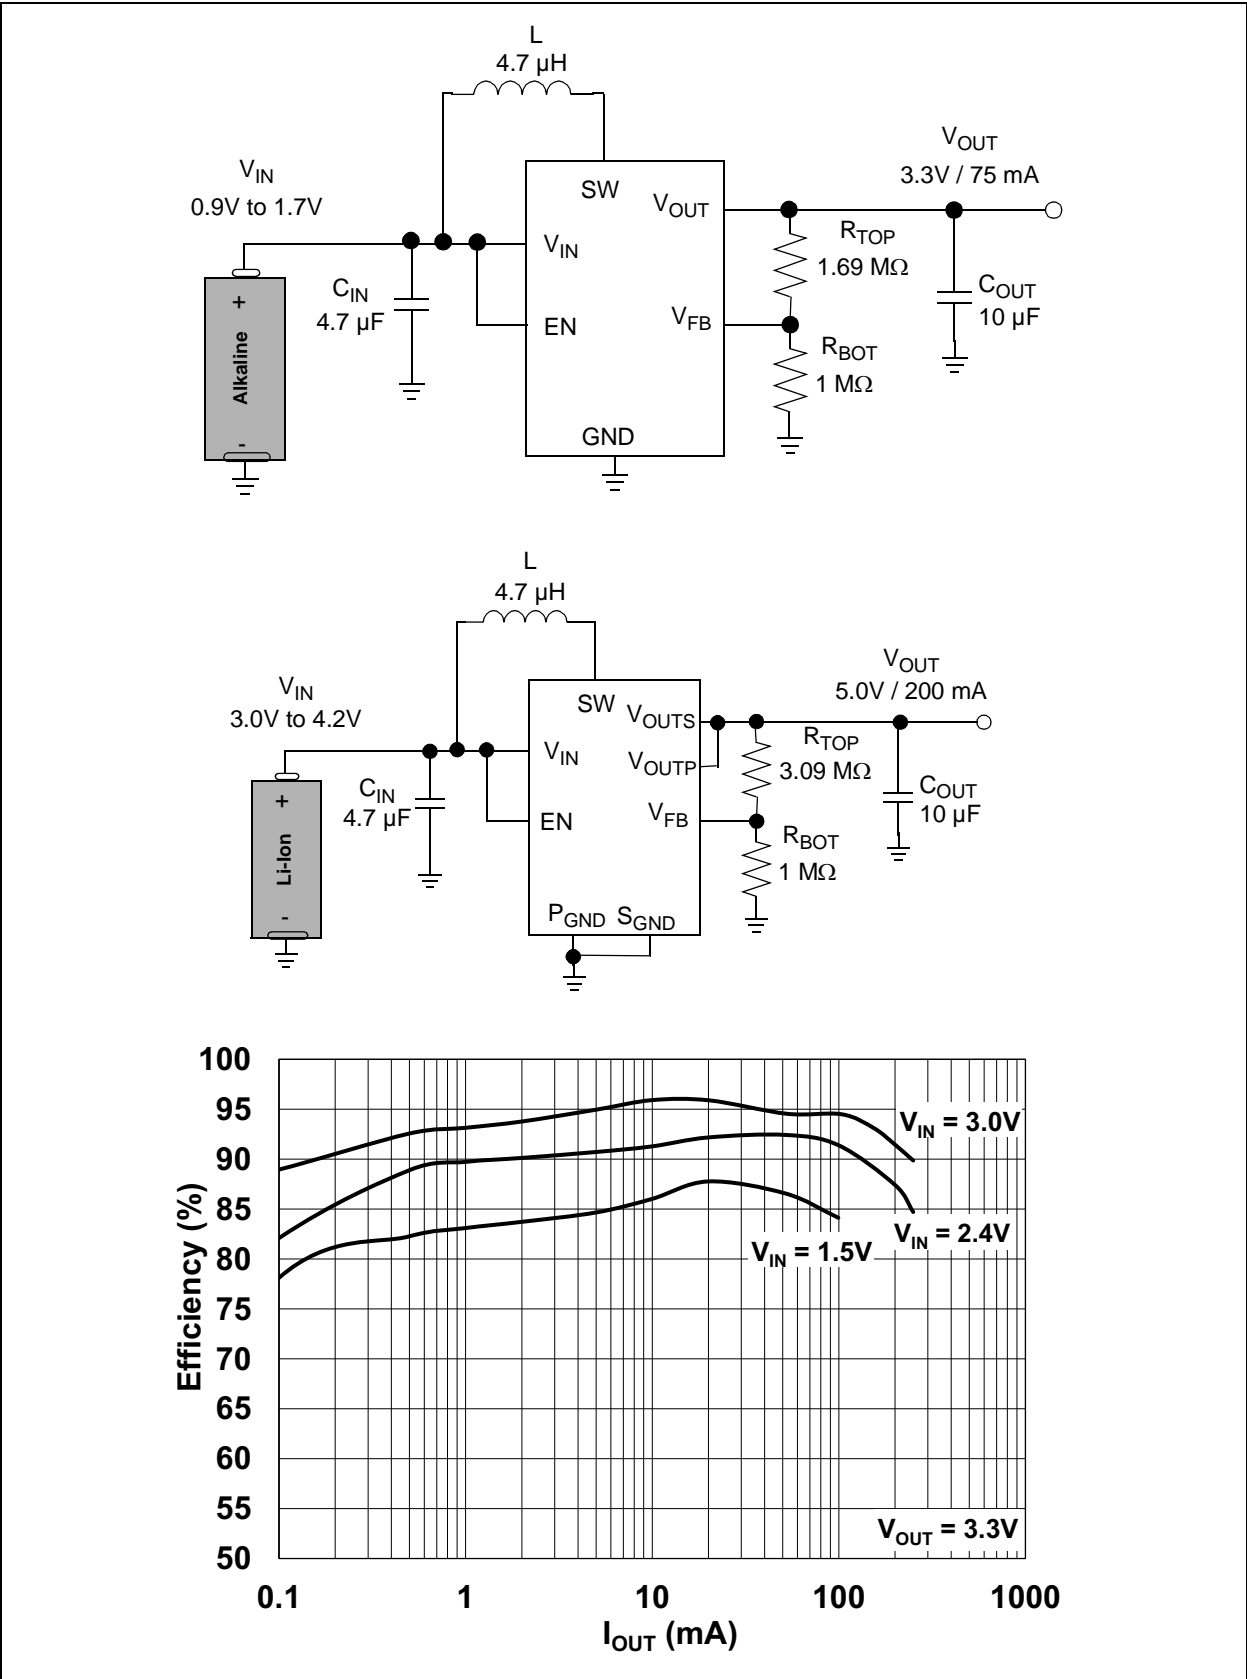 L
4.7 µH
VIN
0.9V to 1.7V
VOUT
3.3V / 75 mA
SW
VOUT
VIN
RTOP
1.69 MΩ
CIN
4.7 µF
COUT
10 µF
+
Alkaline
-
EN
VFB
RBOT
1 MΩ
GND
L
4.7 µH
VIN
3.0V to 4.2V
VOUT
5.0V / 200 mA
SW
VOUTS
VIN
VOUTP
RTOP
3.09 MΩ
CIN
4.7 µF
COUT
10 µF
+
Li-Ion
-
EN
VFB
RBOT
1 MΩ
PGND
SGND
100
95
90
85
80
75
70
65
60
55
50
Efficiency (%)
VIN = 3.0V
VIN = 2.4V
VIN = 1.5V
VOUT = 3.3V
0.1
1
10
100
1000
IOUT (mA)